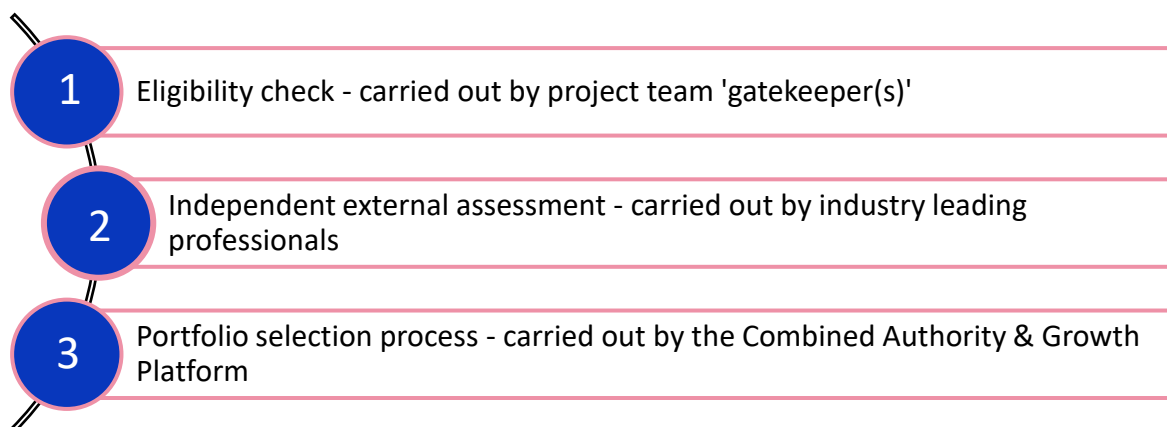 1
Eligibility check - carried out by project team 'gatekeeper(s)'
2
Independent external assessment - carried out by industry leading
professionals
3
Portfolio selection process - carried out by the Combined Authority & Growth
Platform